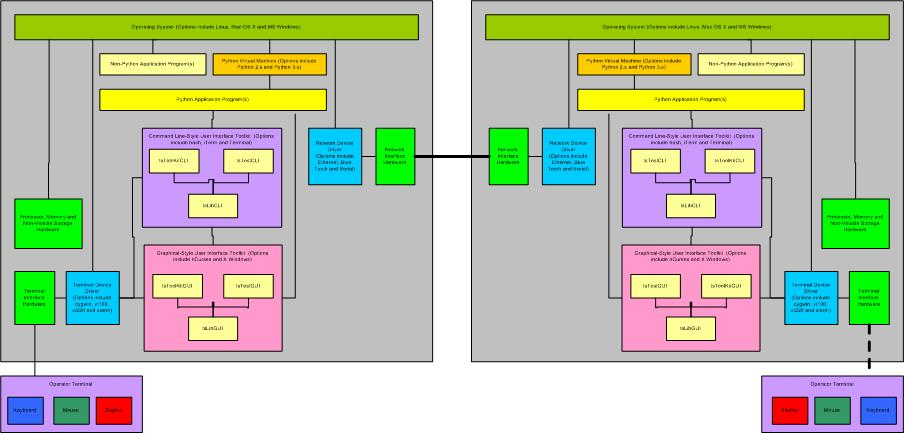 Operating System (Options include Linux, Mac OS X and MS Windows)
Non-Python Application Program(s)
Python Virtual Machine (Options include
Python 2.x and Python 3.x)
Python Application Program(s)
Command Line-Style User Interface Toolkit (Options
include bash, iTerm and Terminal)
tsToolKitCLI
tsTestCLI
tsLibCLI
Network Device
Driver
(Options include
Ethernet, Blue
Tooth and Serial)
Network
Interface
Hardware
Processor, Memory and
Non-Volatile Storage
Hardware
Graphical-Style User Interface Toolkit (Options
include nCurses and X Windows)
tsToolKitGUI
tsTestGUI
tsLibGUI
Terminal
Interface
Hardware
Terminal Device
Driver
(Options include
cygwin, vt100,
vt220 and xterm)
Operator Terminal
Keyboard
Mouse
Display
Operating System (Options include Linux, Mac OS X and MS Windows)
Python Virtual Machine (Options include
Python 2.x and Python 3.x)
Non-Python Application Program(s)
Python Application Program(s)
Network
Interface
Hardware
Network Device
Driver
(Options include
Ethernet, Blue
Tooth and Serial)
Command Line-Style User Interface Toolkit (Options
include bash, iTerm and Terminal)
tsTestCLI
tsToolKitCLI
tsLibCLI
Processor, Memory and
Non-Volatile Storage
Hardware
Graphical-Style User Interface Toolkit (Options
include nCurses and X Windows)
tsTestGUI
tsToolKitGUI
tsLibGUI
Terminal Device
Driver
(Options include
cygwin, vt100,
vt220 and xterm)
Terminal
Interface
Hardware
Operator Terminal
Display
Mouse
Keyboard